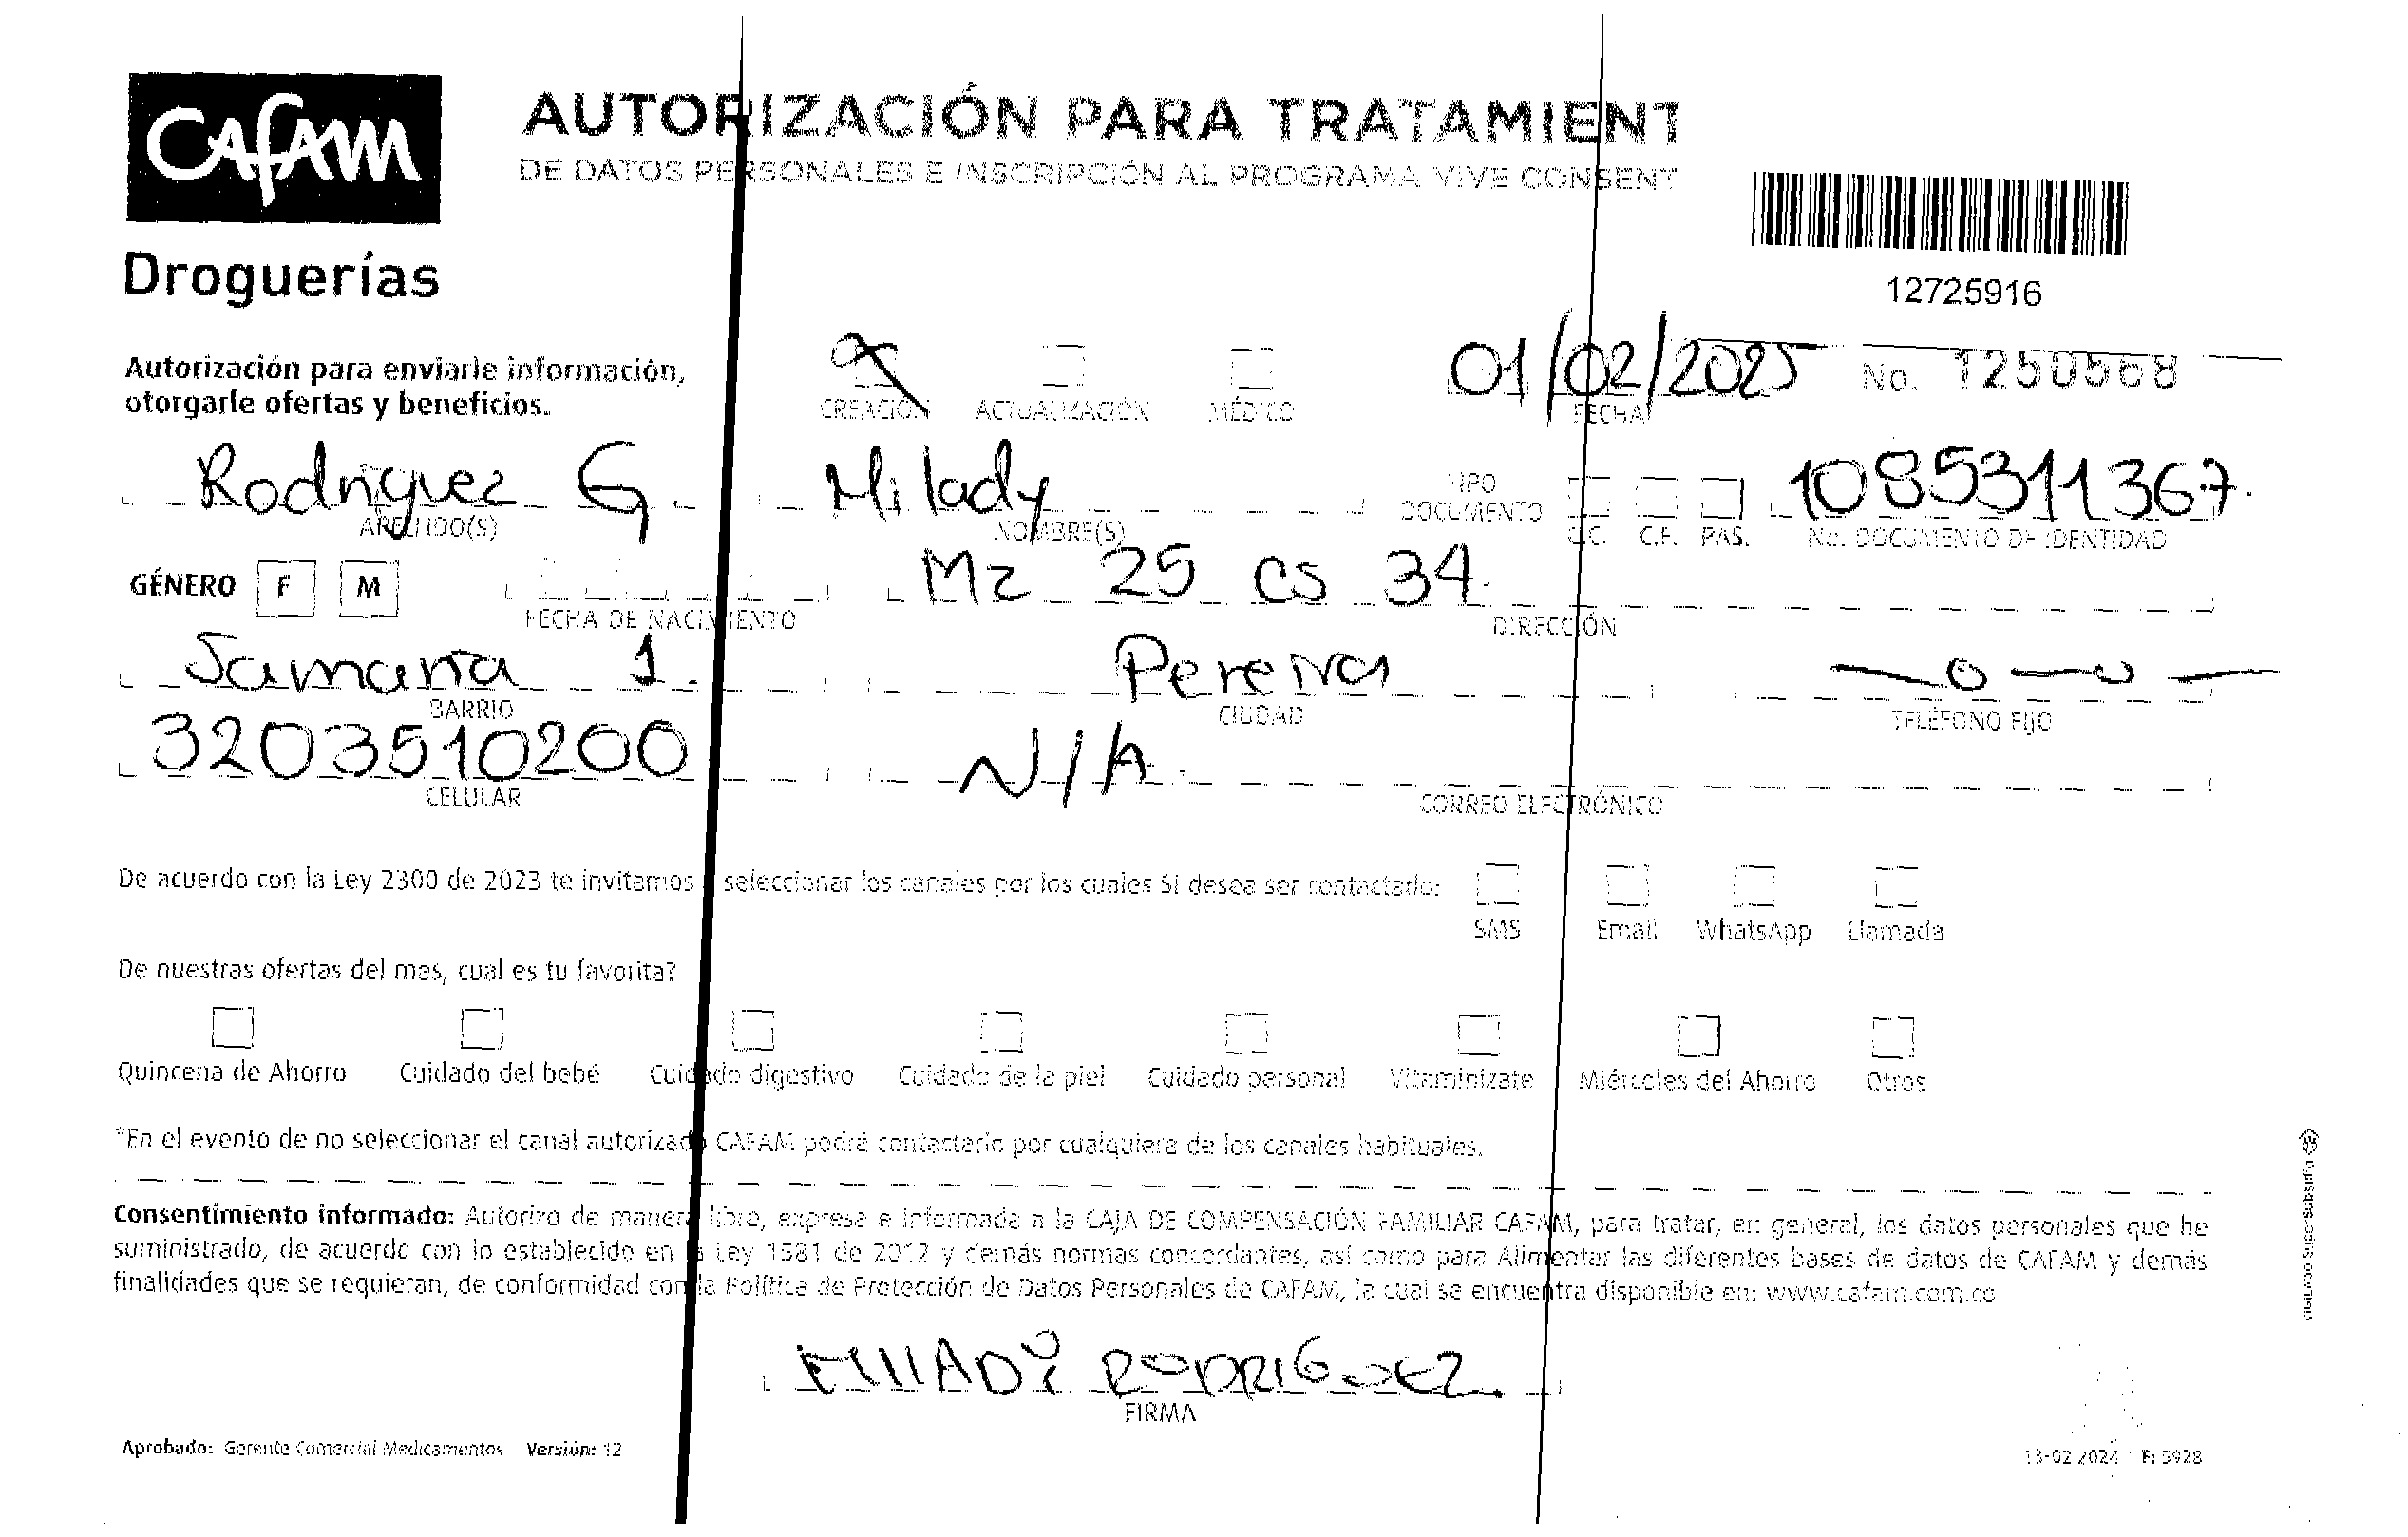 Cafam
Droguerías
AUTORIZACIÓN PARA TRATAMIENT
DE DATOS PERSONALES E INSCRIPCIÓN AL PROGRAMA VIVE CONSENT
12725916
Autorización para enviarle información,
otorgarle ofertas y beneficios.
CREACIÓN ACTUALIZACIÓN MÉDICO
01/02/2025
FECHA
No. 1250568
Rodriguez G.
APELLIDO(S)
Milady
NOMBRE(S)
TIPO
DOCUMENTO
C.C. C.E. PAS.
1085311367.
No. DOCUMENTO DE IDENTIDAD
GÉNERO F M
FECHA DE NACIMIENTO
Mz 25 cs 34.
DIRECCIÓN
Samaria 1.
BARRIO
Pereira
CIUDAD
TELÉFONO FIJO
3203510200
CELULAR
N/A.
CORREO ELECTRÓNICO
De acuerdo con la Ley 2300 de 2023 te invitamos a seleccionar los canales por los cuales SI desea ser contactado:
SMS Email WhatsApp Llamada
De nuestras ofertas del mes, cual es tu favorita?
Quincena de Ahorro Cuidado del bebé Cuidado digestivo Cuidado de la piel Cuidado personal Vitaminízate Miércoles del Ahorro Otros
*En el evento de no seleccionar el canal autorizado CAFAM podrá contactarlo por cualquiera de los canales habituales.
Consentimiento informado: Autorizo de manera libre, expresa e informada a la CAJA DE COMPENSACIÓN FAMILIAR CAFAM, para tratar, en general, los datos personales que he
suministrado, de acuerdo con lo establecido en la Ley 1581 de 2012 y demás normas concordantes, así como para Alimentar las diferentes bases de datos de CAFAM y demás
finalidades que se requieran, de conformidad con la Política de Protección de Datos Personales de CAFAM, la cual se encuentra disponible en: www.cafam.com.co
MILADY RODRIGUEZ.
FIRMA
Aprobado: Gerente Comercial Medicamentos Versión: 12
13-02 2024 F: 5928